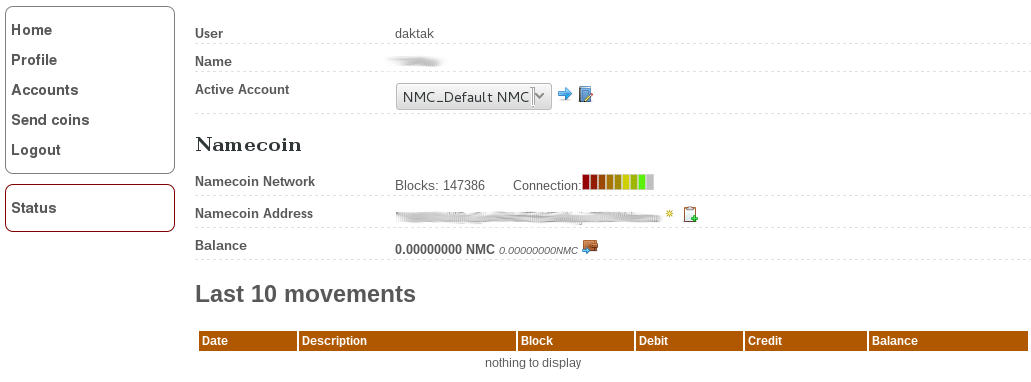 Home
Profile
Accounts
Send coins
Logout
Status
User daktak
Name
Active Account NMC_Default NMC
Namecoin
Namecoin Network Blocks: 147386 Connection:
Namecoin Address
Balance 0.00000000 NMC 0.00000000NMC
Last 10 movements
Date Description Block Debit Credit Balance
nothing to display